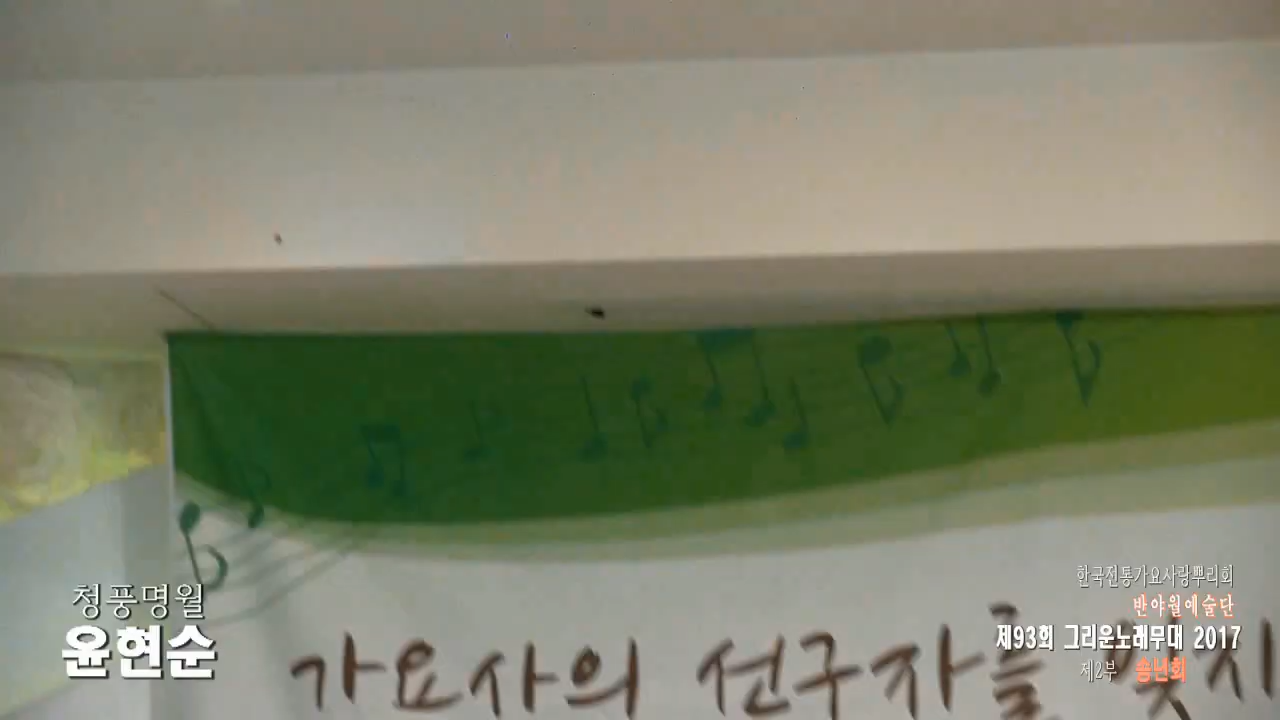 청풍명월
윤현순
가요사의 선구자를 잊지
한국전통가요사랑뿌리회
반야월예술단
제93회 그리운노래무대 2017
제2부 송년회